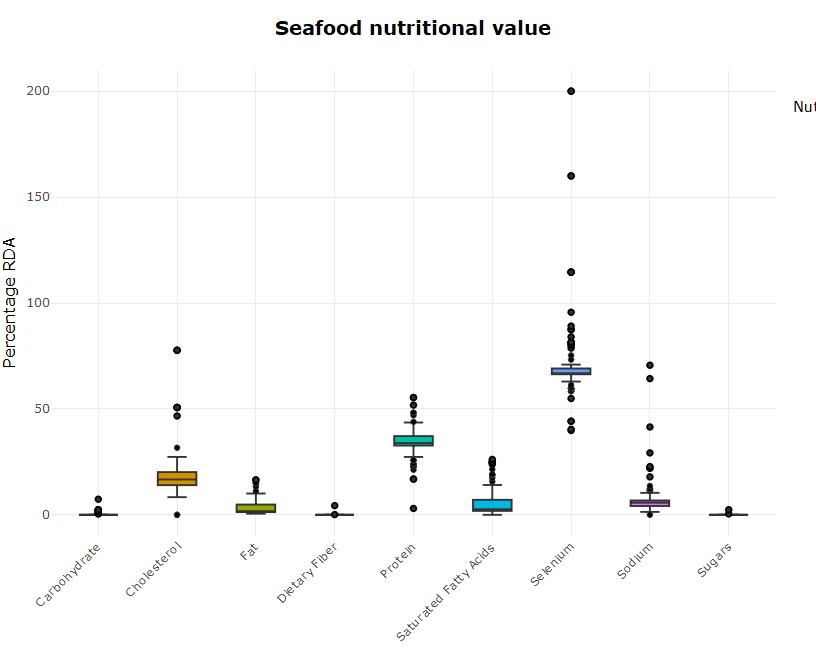 Seafood nutritional value
Nut
Percentage RDA
200
150
100
50
0
Carbohydrate
Cholesterol
Fat
Dietary Fiber
Protein
Saturated Fatty Acids
Selenium
Sodium
Sugars